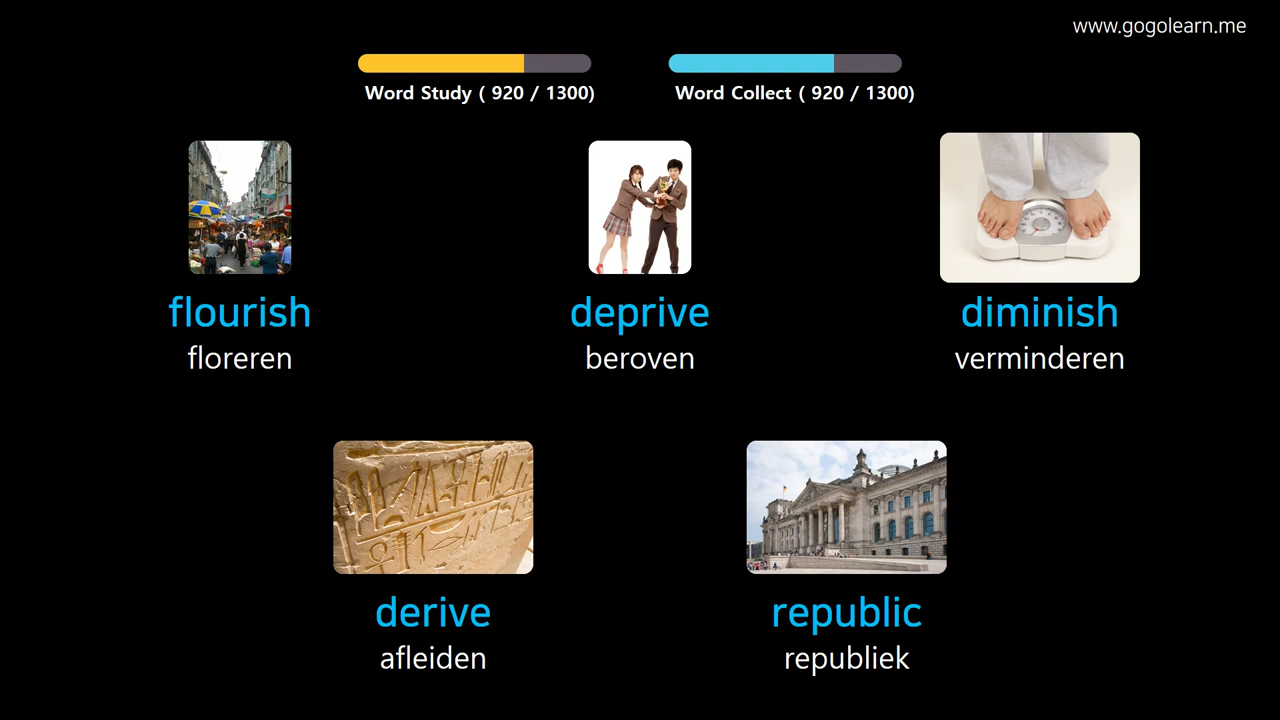 www.gogolearn.me
Word Study ( 920 / 1300)
Word Collect ( 920 / 1300)
flourish
floreren
deprive
beroven
diminish
verminderen
derive
afleiden
republic
republiek